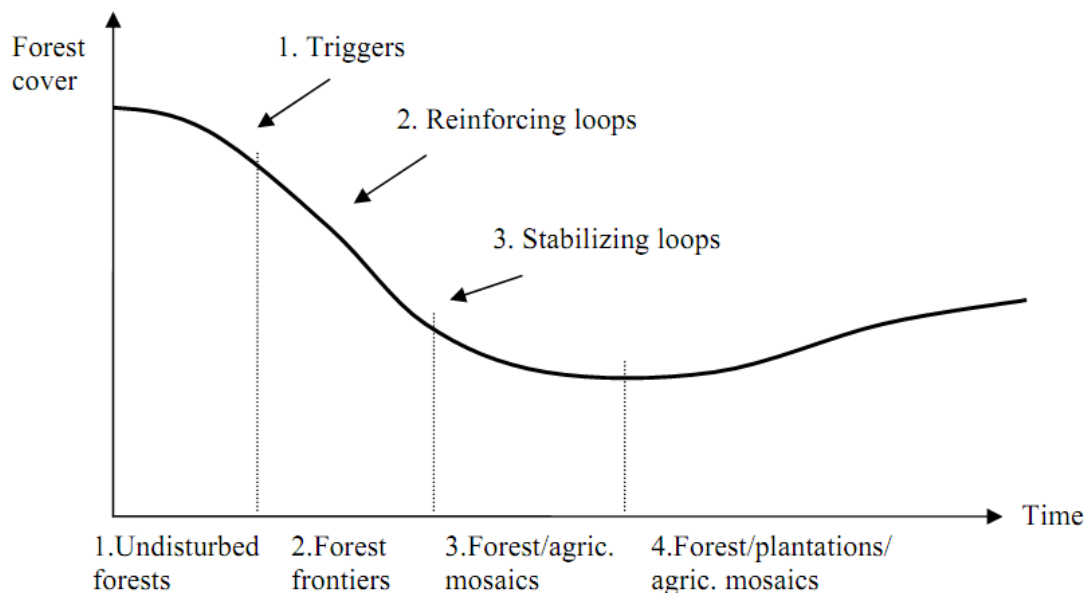 Forest
cover
1. Triggers
2. Reinforcing loops
3. Stabilizing loops
Time
1.Undisturbed
forests
2.Forest
frontiers
3.Forest/agric.
mosaics
4.Forest/plantations/
agric. mosaics